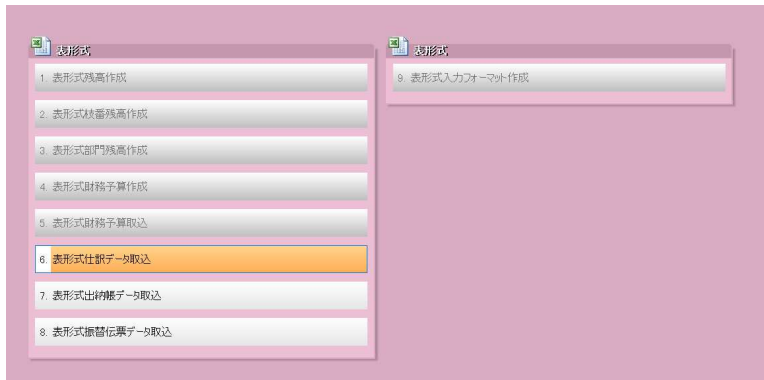 表形式
1. 表形式残高作成
2. 表形式枝番残高作成
3. 表形式部門残高作成
4. 表形式財務予算作成
5. 表形式財務予算取込
6. 表形式仕訳データ取込
7. 表形式出納帳データ取込
8. 表形式振替伝票データ取込
表形式
9. 表形式入力フォーマット作成